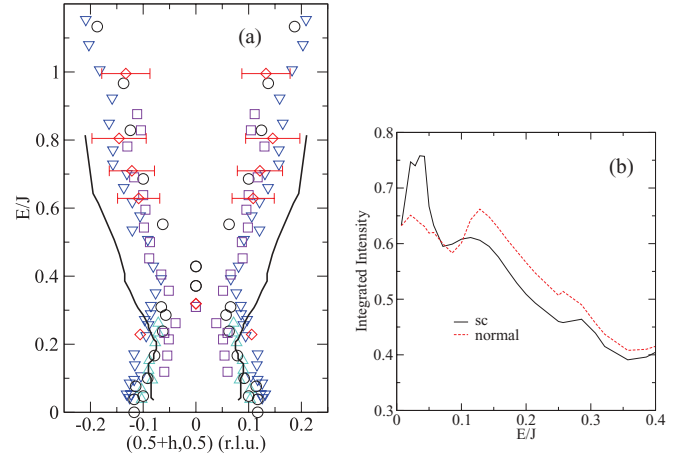 (a)
1
0.8
0.6
0.4
0.2
0
E/J
-0.2 -0.1 0 0.1 0.2
(0.5+h,0.5) (r.l.u.)
(b)
0.8
0.7
0.6
0.5
0.4
0.3
Integrated Intensity
sc
normal
0 0.1 0.2 0.3 0.4
E/J